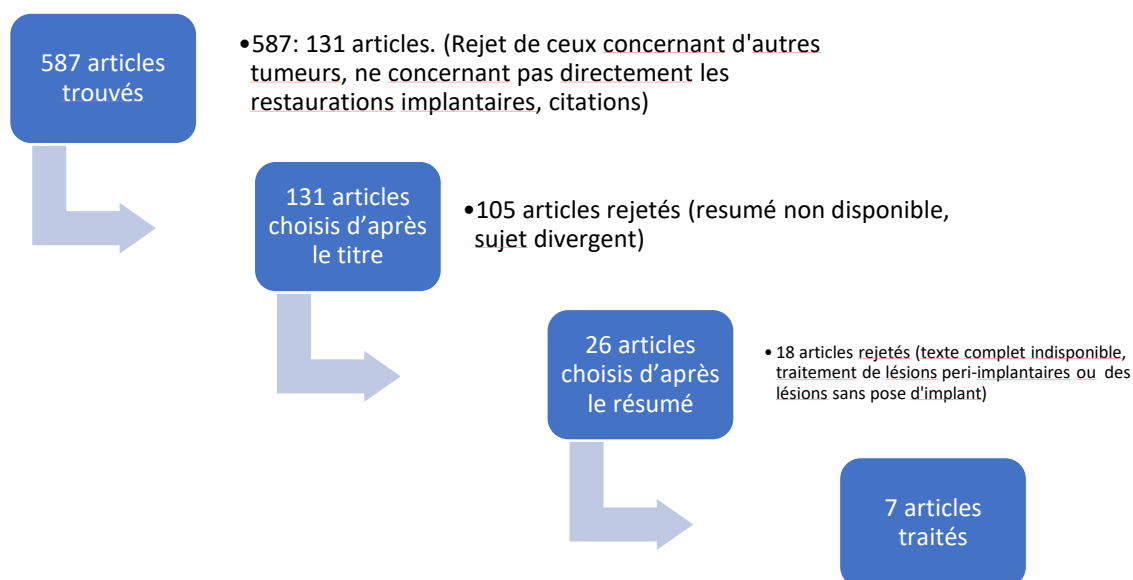 587 articles
trouvés
•587: 131 articles. (Rejet de ceux concernant d'autres
tumeurs, ne concernant pas directement les
restaurations implantaires, citations)
131 articles
choisis d’après
le titre
•105 articles rejetés (resumé non disponible,
sujet divergent)
26 articles
choisis d’après
le résumé
• 18 articles rejetés (texte complet indisponible,
traitement de lésions peri-implantaires ou des
lésions sans pose d'implant)
7 articles
traités